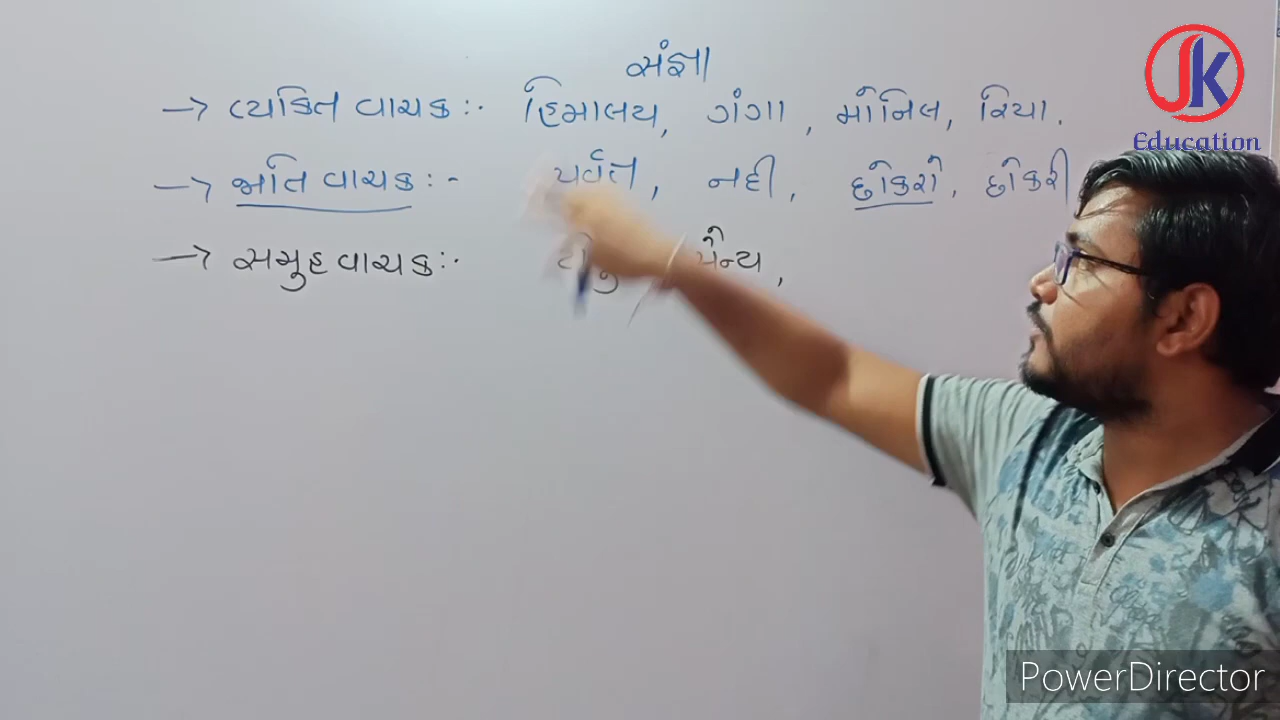 સંજ્ઞા
→ વ્યકિત વાચક :- હિમાલય, ગંગા, મોનિલ, રિયા.
→ જાતિ વાચક :- પર્વત, નદી, છોકરો, છોકરી
→ સમુહ વાચક :- સૈન્ય,
JK
Education
PowerDirector